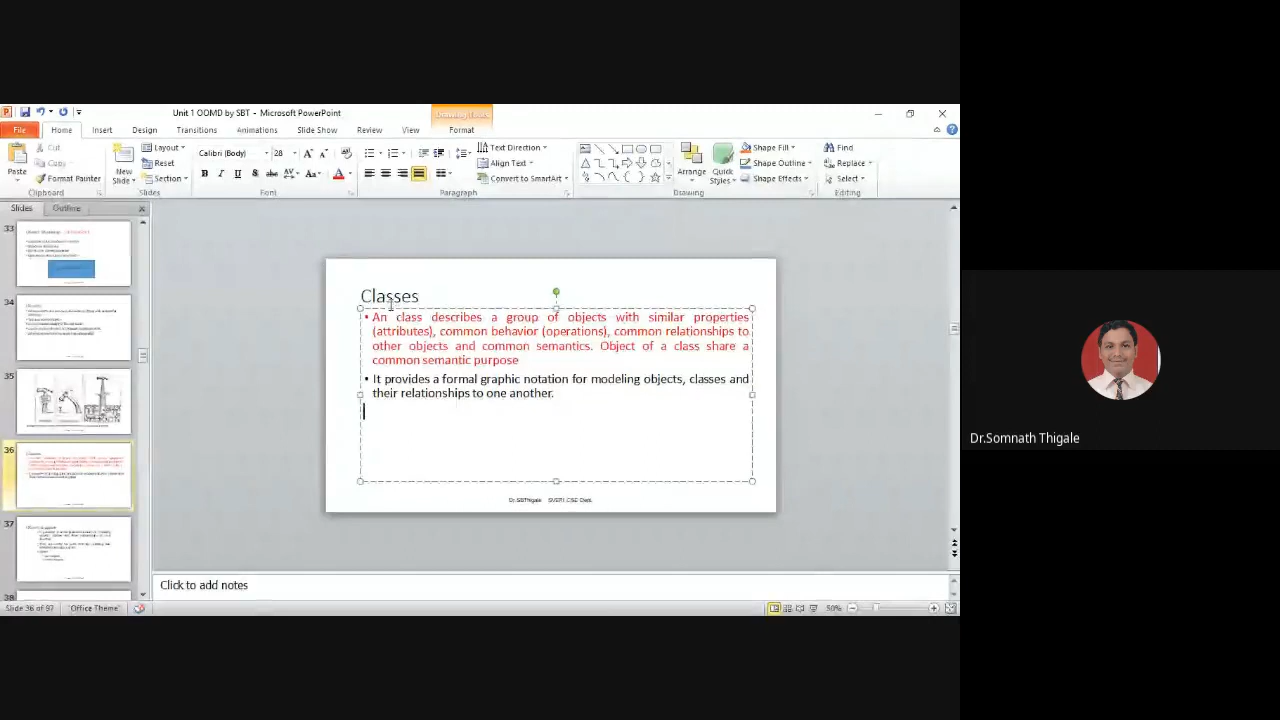 Unit 1 OOMD by SBT - Microsoft PowerPoint
Drawing Tools
File Home Insert Design Transitions Animations Slide Show Review View Format
Paste
Cut
Copy
Format Painter
Clipboard
New Slide
Layout
Reset
Section
Slides
Calibri (Body) 28
Font
Text Direction
Align Text
Convert to SmartArt
Paragraph
Arrange
Quick Styles
Shape Fill
Shape Outline
Shape Effects
Drawing
Find
Replace
Select
Editing
Slides Outline
33
34
35
36
37
38
Classes
• An class describes a group of objects with similar properties
(attributes), common behavior (operations), common relationships to
other objects and common semantics. Object of a class share a
common semantic purpose
• It provides a formal graphic notation for modeling objects, classes and
their relationships to one another.
Dr.SBThigale SVERI CSE Dept.
Click to add notes
Slide 36 of 97 "Office Theme" 50%
Dr.Somnath Thigale